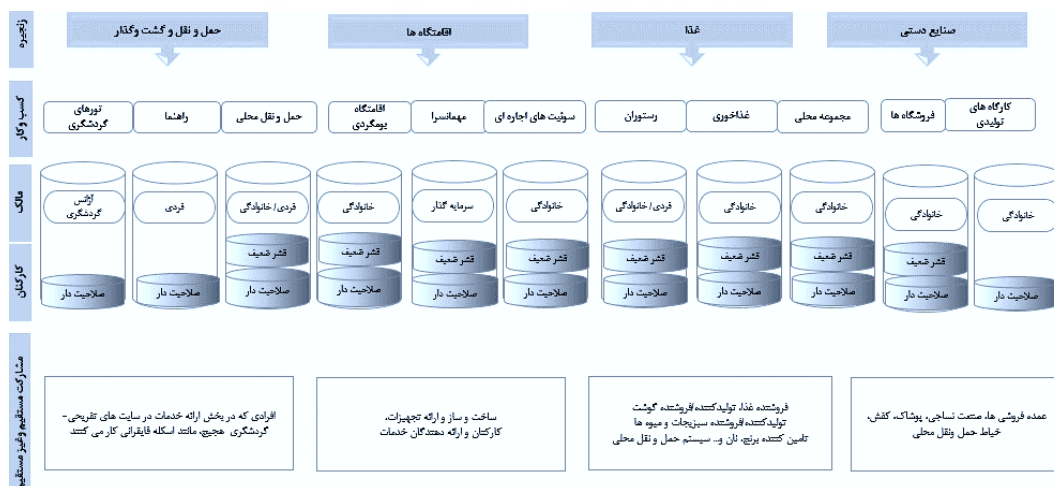 زنجیره
صنایع دستی
غذا
اقامتگاه ها
حمل و نقل و گشت وگذار
کسب وکار
کارگاه های
تولیدی
فروشگاه ها
مجموعه محلی
غذاخوری
رستوران
سوئیت های اجاره ای
مهمانسرا
اقامتگاه
بومگردی
حمل و نقل محلی
راهنما
تورهای
گردشگری
مالک
خانوادگی
خانوادگی
خانوادگی
خانوادگی
فردی/خانوادگی
خانوادگی
سرمایه گذار
خانوادگی
فردی/ خانوادگی
فردی
آژانس
گردشگری
کارکنان
قشر ضعیف
قشر ضعیف
قشر ضعیف
قشر ضعیف
قشر ضعیف
قشر ضعیف
قشر ضعیف
قشر ضعیف
صلاحیت دار
صلاحیت دار
صلاحیت دار
صلاحیت دار
صلاحیت دار
صلاحیت دار
صلاحیت دار
صلاحیت دار
صلاحیت دار
صلاحیت دار
صلاحیت دار
مشارکت مستقیم وغیر مستقیم
عمده فروشی ها، صنعت نساجی، پوشاک، کفش،
خیاط حمل ونقل محلی
فروشنده غذا، تولیدکننده/فروشنده گوشت
تولیدکننده/فروشنده سبزیجات و میوه ها
تامین کننده برنج، نان و... سیستم حمل و نقل محلی
ساخت و ساز و ارائه تجهیزات،
کارکنان و ارائه دهندگان خدمات
افرادی که در بخش ارائه خدمات در سایت های تفریحی-
گردشگری هجیج، مانند اسکله قایقرانی کار می کنند